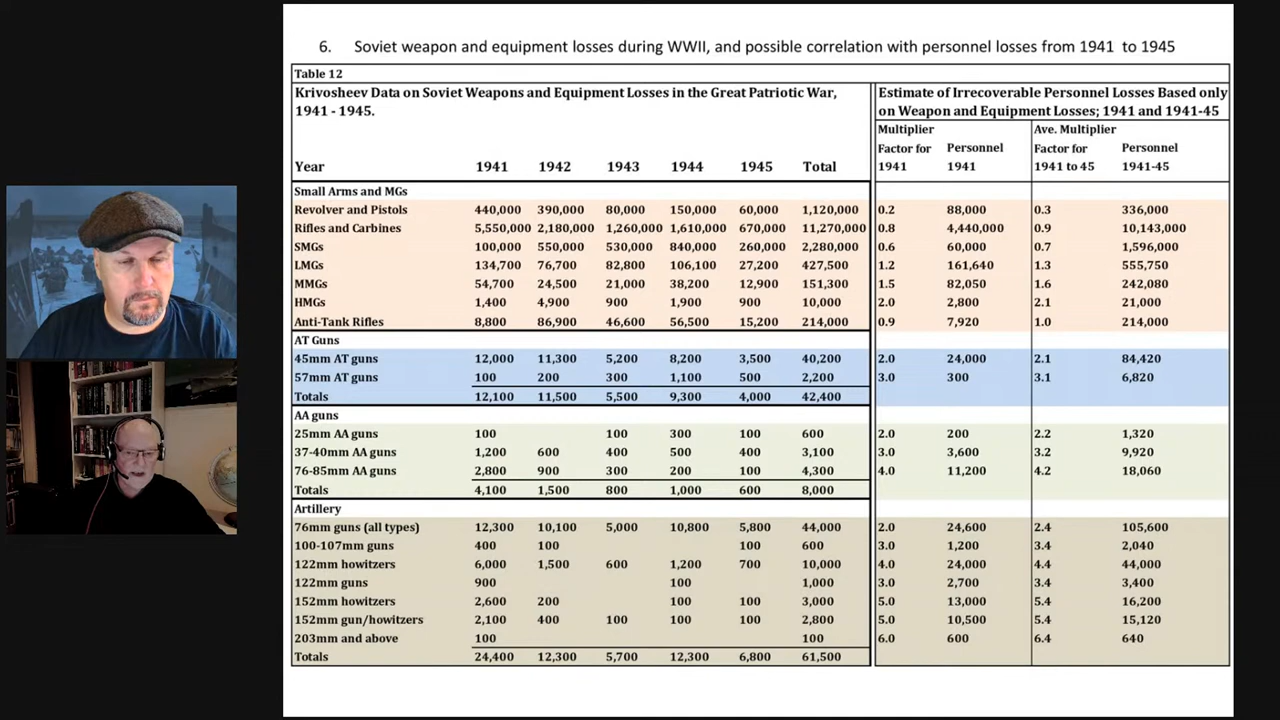 6. Soviet weapon and equipment losses during WWII, and possible correlation with personnel losses from 1941 to 1945
Table 12
Krivosheev Data on Soviet Weapons and Equipment Losses in the Great Patriotic War, 1941 - 1945.
Estimate of Irrecoverable Personnel Losses Based only on Weapon and Equipment Losses; 1941 and 1941-45
Multiplier Factor for 1941 Personnel 1941 Ave. Multiplier Factor for 1941 to 45 Personnel 1941-45
Year 1941 1942 1943 1944 1945 Total
Small Arms and MGs
Revolver and Pistols 440,000 390,000 80,000 150,000 60,000 1,120,000 0.2 88,000 0.3 336,000
Rifles and Carbines 5,550,000 2,180,000 1,260,000 1,610,000 670,000 11,270,000 0.8 4,440,000 0.9 10,143,000
SMGs 100,000 550,000 530,000 840,000 260,000 2,280,000 0.6 60,000 0.7 1,596,000
LMGs 134,700 76,700 82,800 106,100 27,200 427,500 1.2 161,640 1.3 555,750
MMGs 54,700 24,500 21,000 38,200 12,900 151,300 1.5 82,050 1.6 242,080
HMGs 1,400 4,900 900 1,900 900 10,000 2.0 2,800 2.1 21,000
Anti-Tank Rifles 8,800 86,900 46,600 56,500 15,200 214,000 0.9 7,920 1.0 214,000
AT Guns
45mm AT guns 12,000 11,300 5,200 8,200 3,500 40,200 2.0 24,000 2.1 84,420
57mm AT guns 100 200 300 1,100 500 2,200 3.0 300 3.1 6,820
Totals 12,100 11,500 5,500 9,300 4,000 42,400
AA guns
25mm AA guns 100 100 300 100 600 2.0 200 2.2 1,320
37-40mm AA guns 1,200 600 400 500 400 3,100 3.0 3,600 3.2 9,920
76-85mm AA guns 2,800 900 300 200 100 4,300 4.0 11,200 4.2 18,060
Totals 4,100 1,500 800 1,000 600 8,000
Artillery
76mm guns (all types) 12,300 10,100 5,000 10,800 5,800 44,000 2.0 24,600 2.4 105,600
100-107mm guns 400 100 100 600 3.0 1,200 3.4 2,040
122mm howitzers 6,000 1,500 600 1,200 700 10,000 4.0 24,000 4.4 44,000
122mm guns 900 100 1,000 3.0 2,700 3.4 3,400
152mm howitzers 2,600 200 100 100 3,000 5.0 13,000 5.4 16,200
152mm gun/howitzers 2,100 400 100 100 100 2,800 5.0 10,500 5.4 15,120
203mm and above 100 100 6.0 600 6.4 640
Totals 24,400 12,300 5,700 12,300 6,800 61,500